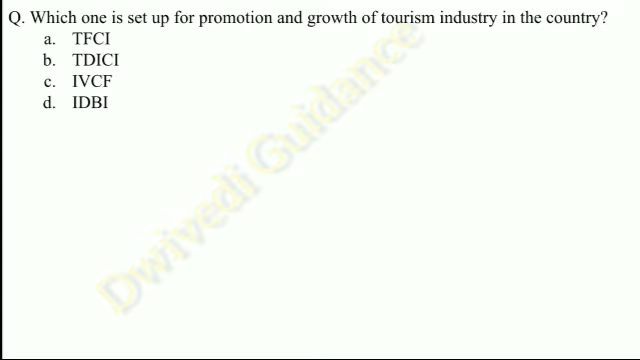 Q. Which one is set up for promotion and growth of tourism industry in the country?
a. TFCI
b. TDICI
c. IVCF
d. IDBI
Dwivedi Guidance